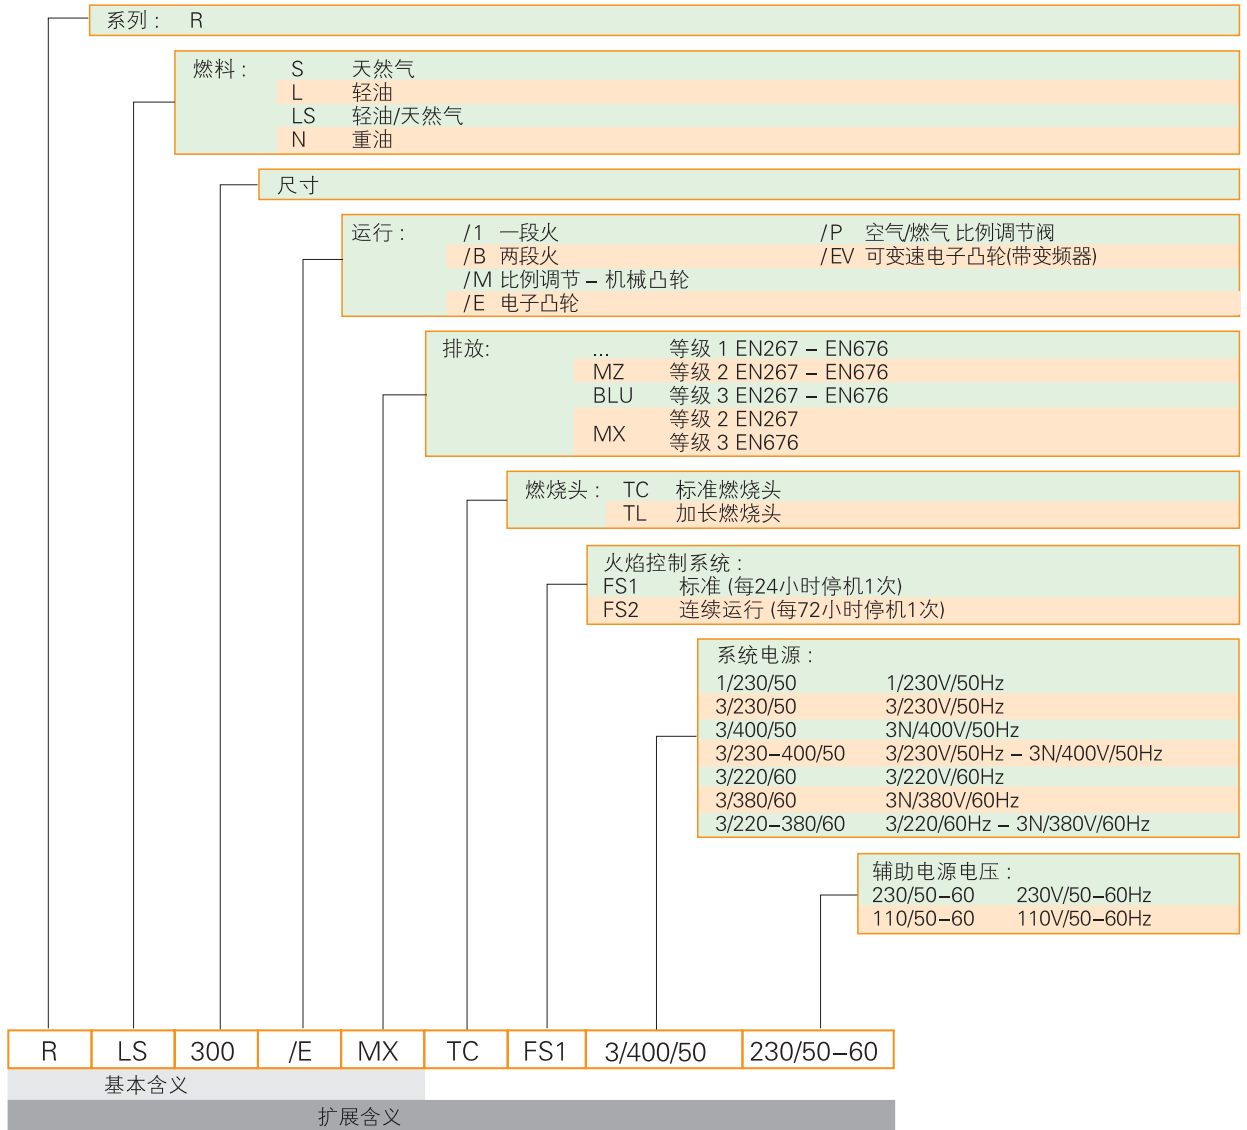 系列： R
燃料： S 天然气
L 轻油
LS 轻油/天然气
N 重油
尺寸
运行： /1 一段火 /P 空气/燃气 比例调节阀
/B 两段火 /EV 可变速电子凸轮(带变频器)
/M 比例调节 – 机械凸轮
/E 电子凸轮
排放: ... 等级 1 EN267 – EN676
MZ 等级 2 EN267 – EN676
BLU 等级 3 EN267 – EN676
MX 等级 2 EN267
等级 3 EN676
燃烧头： TC 标准燃烧头
TL 加长燃烧头
火焰控制系统：
FS1 标准 (每24小时停机1次)
FS2 连续运行 (每72小时停机1次)
系统电源：
1/230/50 1/230V/50Hz
3/230/50 3/230V/50Hz
3/400/50 3N/400V/50Hz
3/230–400/50 3/230V/50Hz – 3N/400V/50Hz
3/220/60 3/220V/60Hz
3/380/60 3N/380V/60Hz
3/220–380/60 3/220/60Hz – 3N/380V/60Hz
辅助电源电压：
230/50–60 230V/50–60Hz
110/50–60 110V/50–60Hz
R LS 300 /E MX TC FS1 3/400/50 230/50–60
基本含义
扩展含义